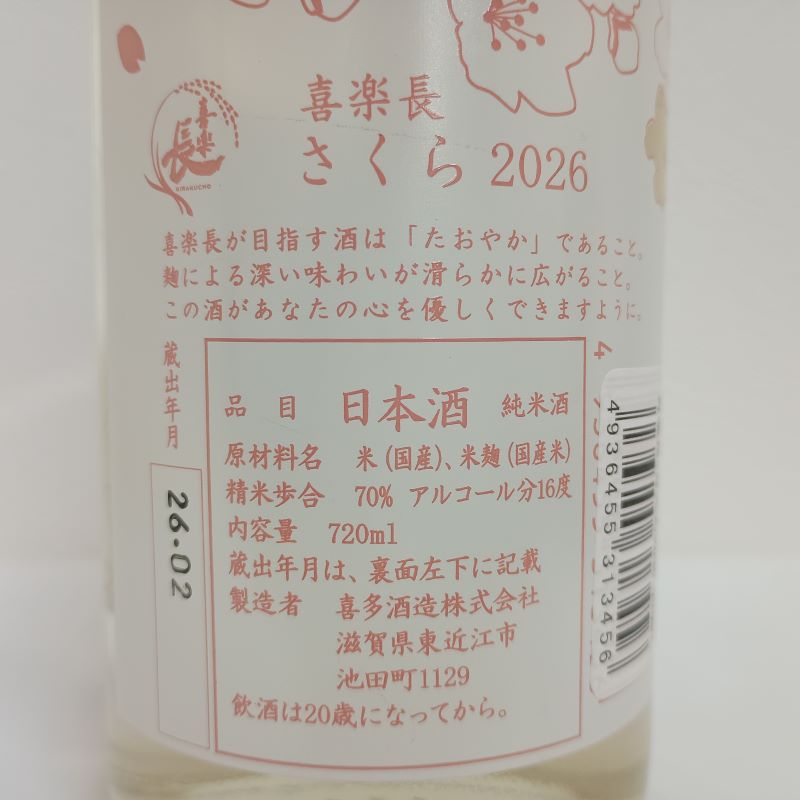 喜楽長
KIRAKUCHO
喜楽長
さくら 2026
喜楽長が目指す酒は「たおやか」であること。
麹による深い味わいが滑らかに広がること。
この酒があなたの心を優しくできますように。
蔵出年月
26.02
品目 日本酒 純米酒
原材料名 米(国産)、米麹(国産米)
精米歩合 70% アルコール分16度
内容量 720ml
蔵出年月は、裏面左下に記載
製造者 喜多酒造株式会社
滋賀県東近江市
池田町1129
飲酒は20歳になってから。
4936455313456